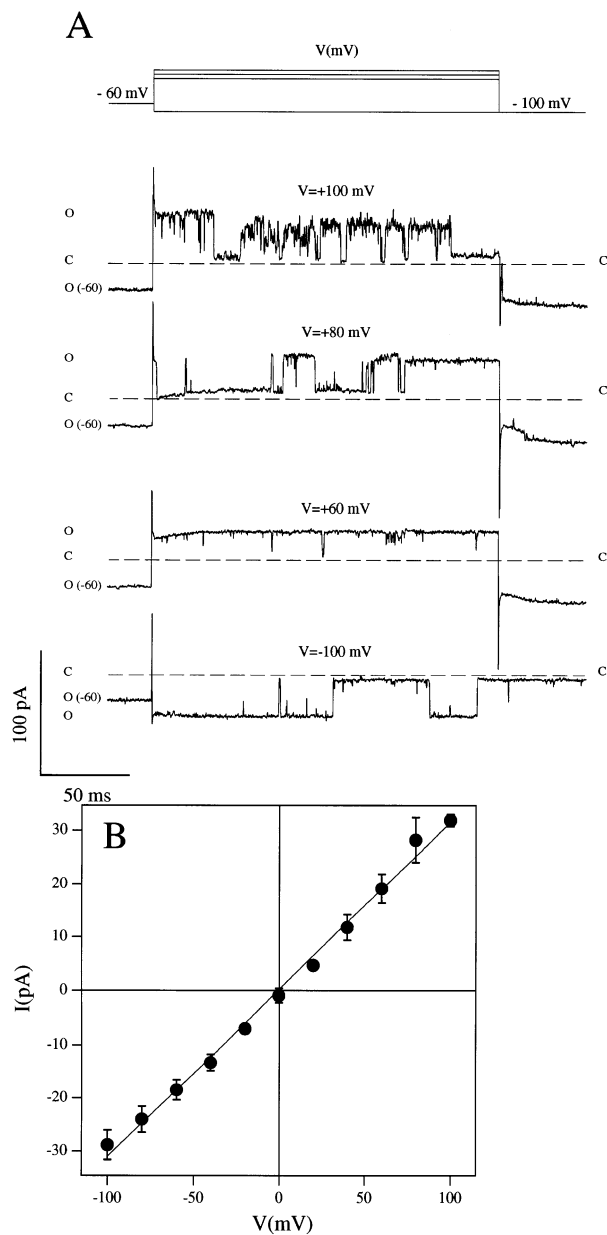 A
V(mV)
- 60 mV
- 100 mV
V=+100 mV
O
C
C
O (-60)
V=+80 mV
O
C
C
O (-60)
V=+60 mV
O
C
C
O (-60)
V=-100 mV
C
C
O (-60)
O
100 pA
50 ms
B
30
20
10
0
-10
-20
-30
I(pA)
-100
-50
0
50
100
V(mV)